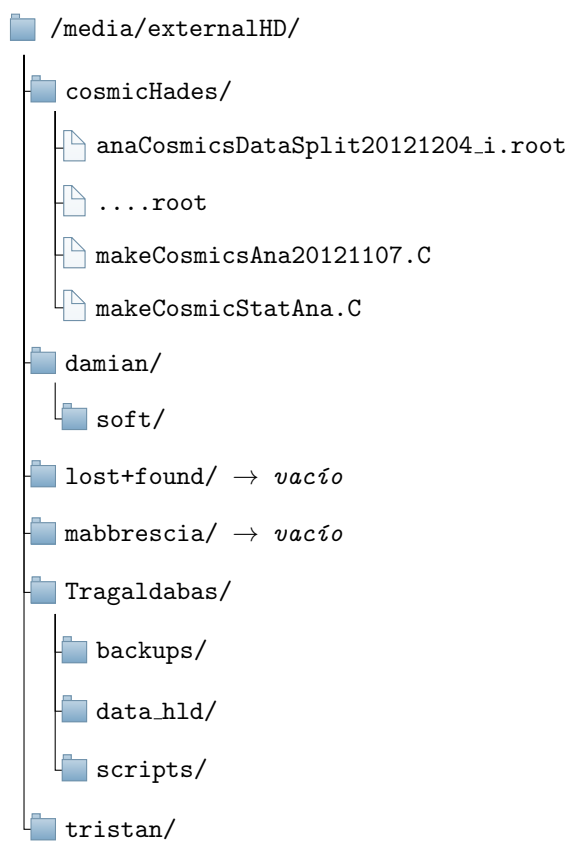 /media/externalHD/
cosmicHades/
anaCosmicsDataSplit20121204_i.root
....root
makeCosmicsAna20121107.C
makeCosmicStatAna.C
damian/
soft/
lost+found/ → vacío
mabbrescia/ → vacío
Tragaldabas/
backups/
data_hld/
scripts/
tristan/